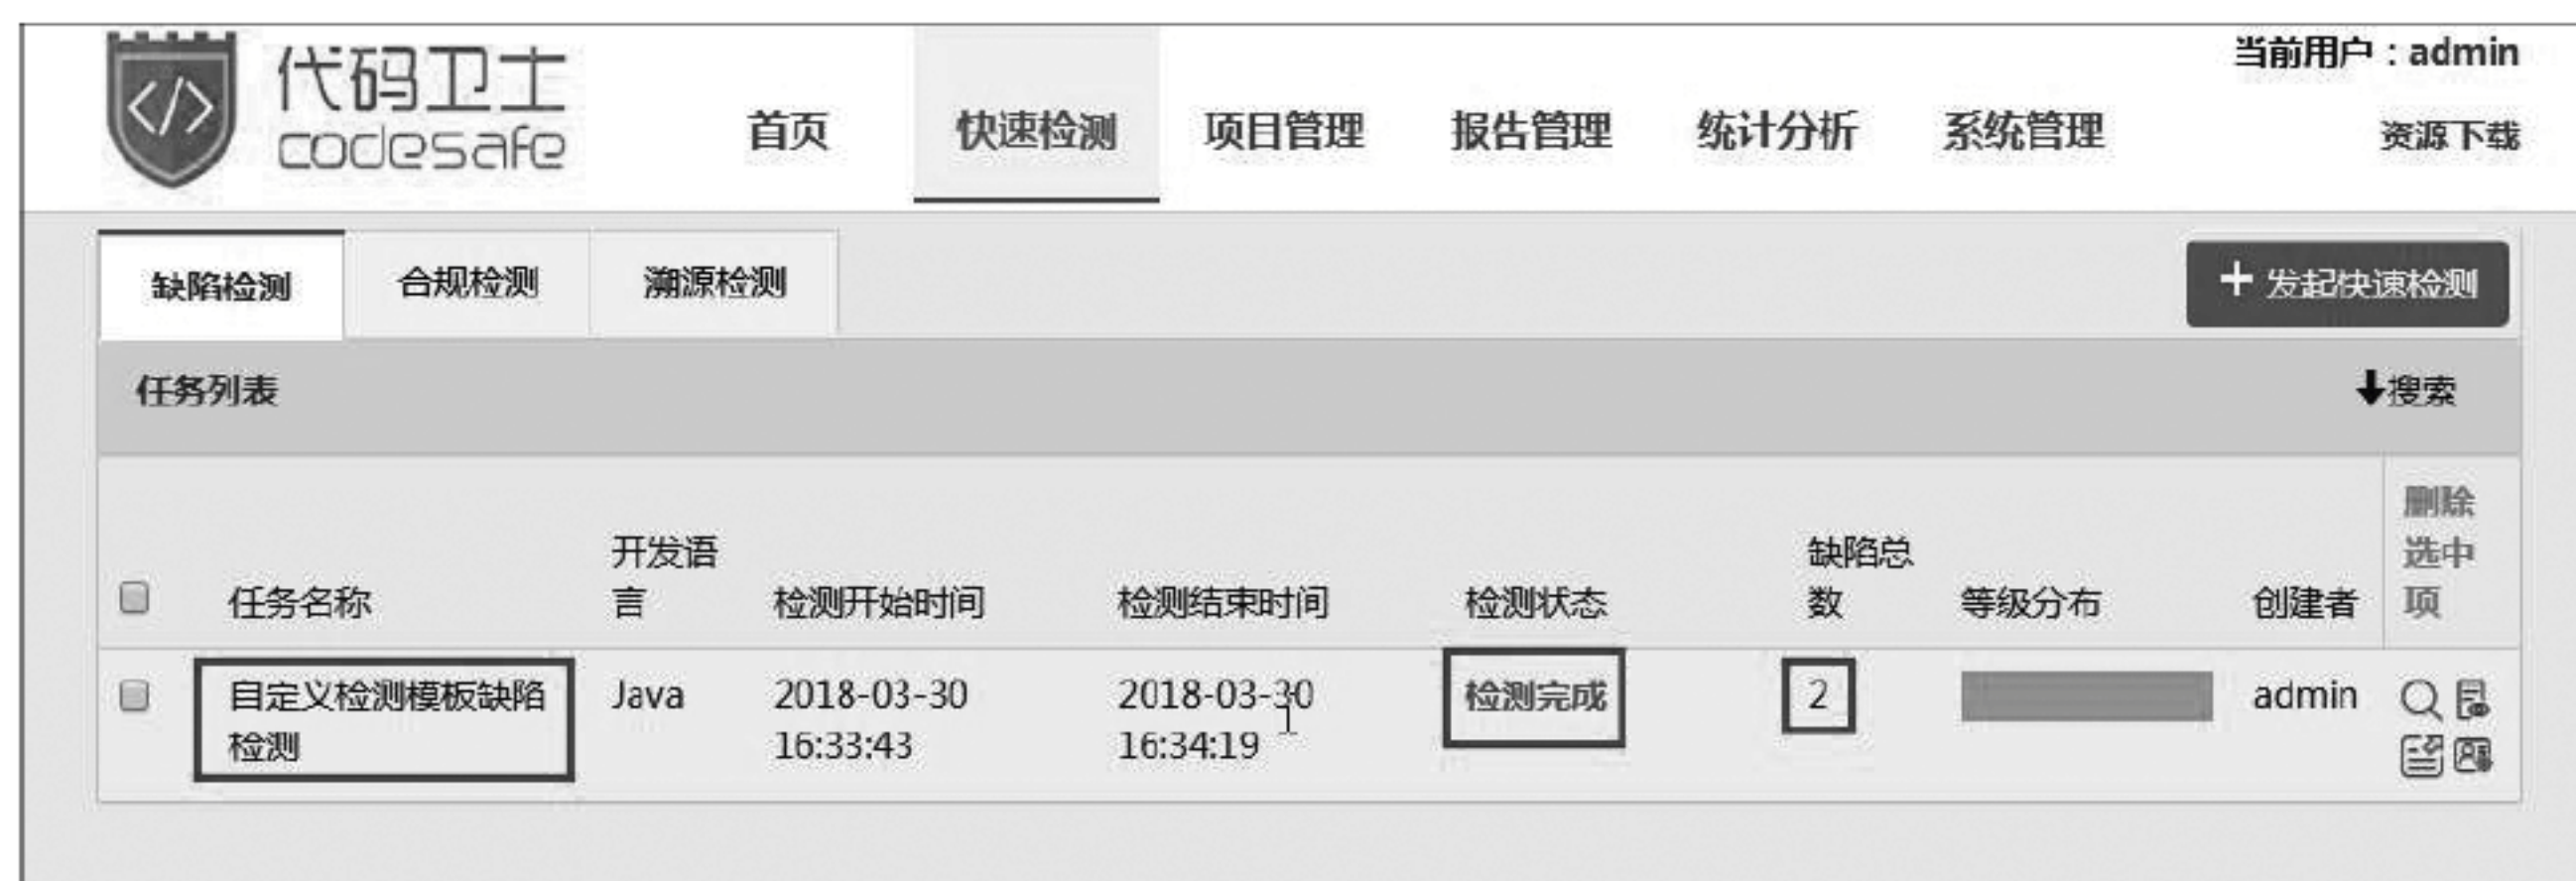 当前用户：admin
代码卫士
codesafe
首页 快速检测 项目管理 报告管理 统计分析 系统管理 资源下载
缺陷检测 合规检测 溯源检测 + 发起快速检测
任务列表 搜索
任务名称 开发语言 检测开始时间 检测结束时间 检测状态 缺陷总数 等级分布 创建者 删除选中项
自定义检测模板缺陷检测 Java 2018-03-30 16:33:43 2018-03-30 16:34:19 检测完成 2 admin